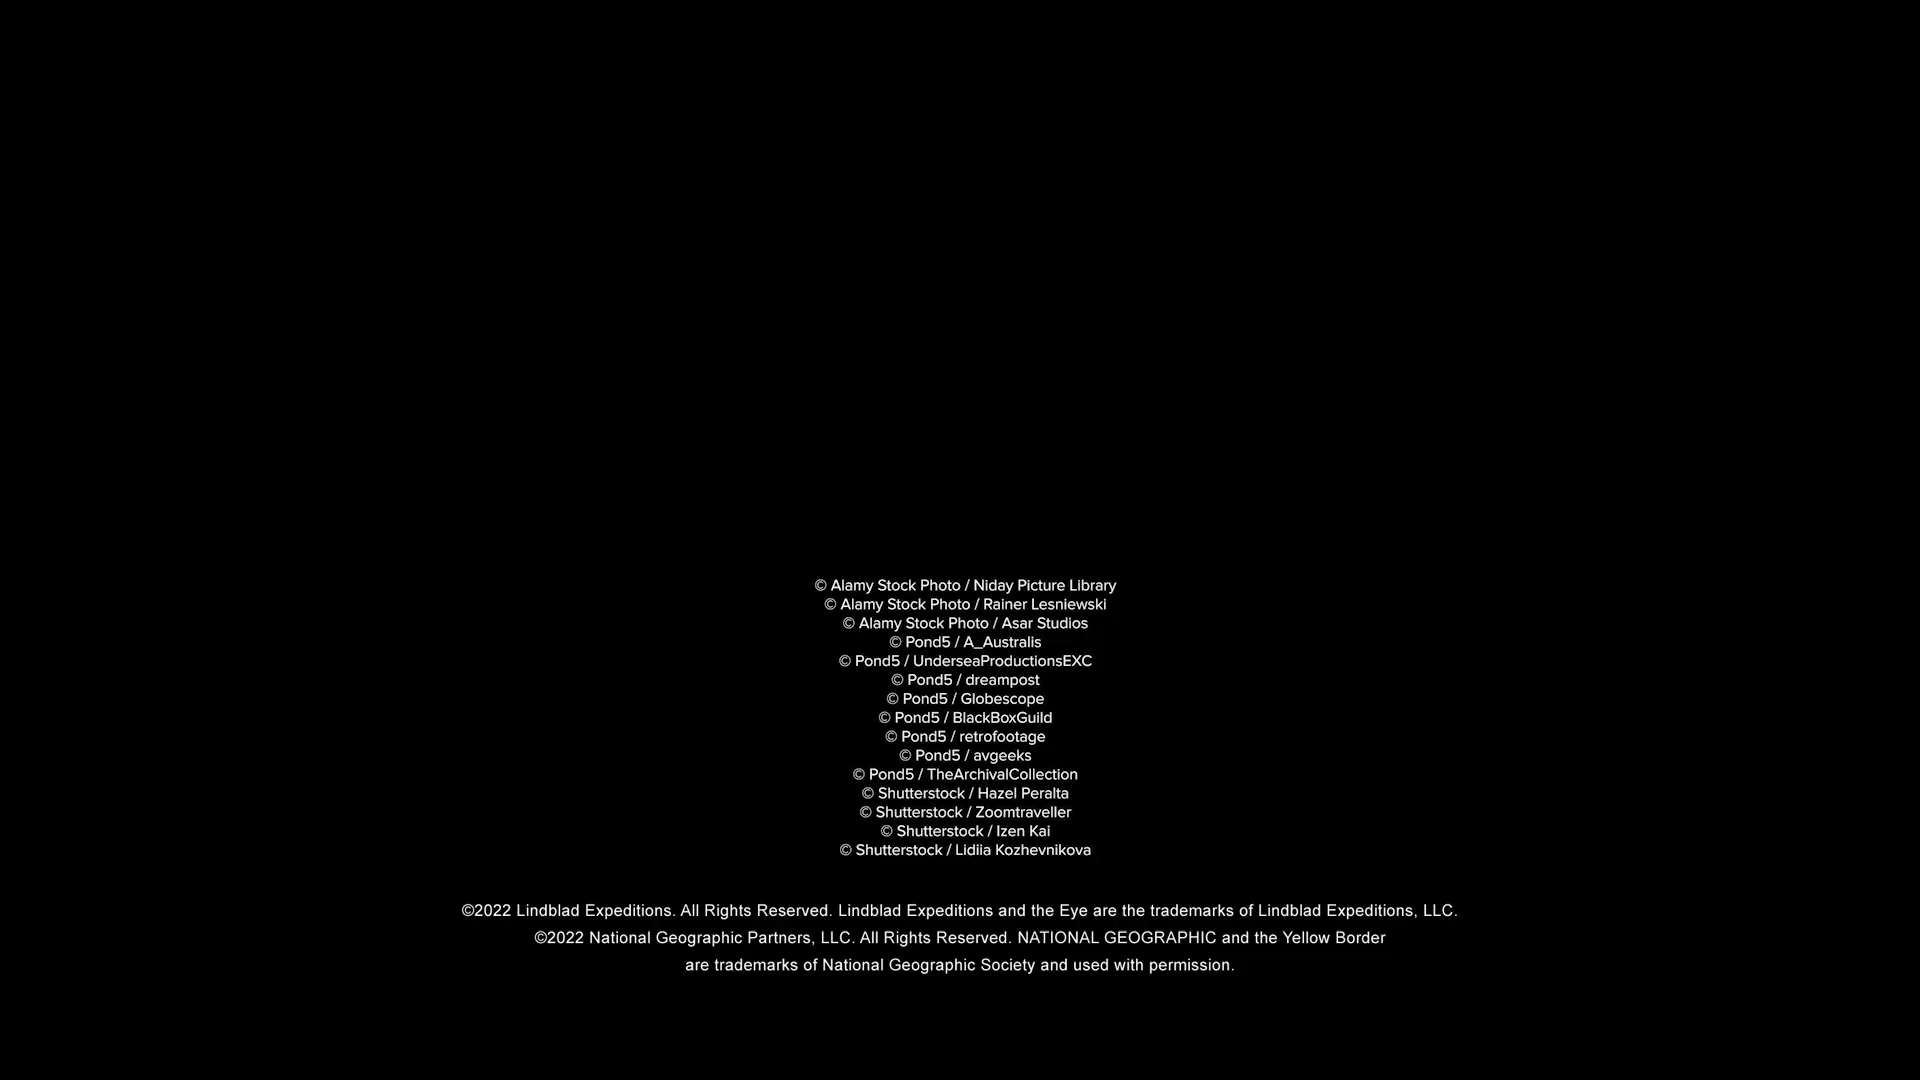 © Alamy Stock Photo / Niday Picture Library
© Alamy Stock Photo / Rainer Lesniewski
© Alamy Stock Photo / Asar Studios
© Pond5 / A_Australis
© Pond5 / UnderseaProductionsEXC
© Pond5 / dreampost
© Pond5 / Globescope
© Pond5 / BlackBoxGuild
© Pond5 / retrofootage
© Pond5 / avgeeks
© Pond5 / TheArchivalCollection
© Shutterstock / Hazel Peralta
© Shutterstock / Zoomtraveller
© Shutterstock / Izen Kai
© Shutterstock / Lidiia Kozhevnikova
©2022 Lindblad Expeditions. All Rights Reserved. Lindblad Expeditions and the Eye are the trademarks of Lindblad Expeditions, LLC.
©2022 National Geographic Partners, LLC. All Rights Reserved. NATIONAL GEOGRAPHIC and the Yellow Border
are trademarks of National Geographic Society and used with permission.